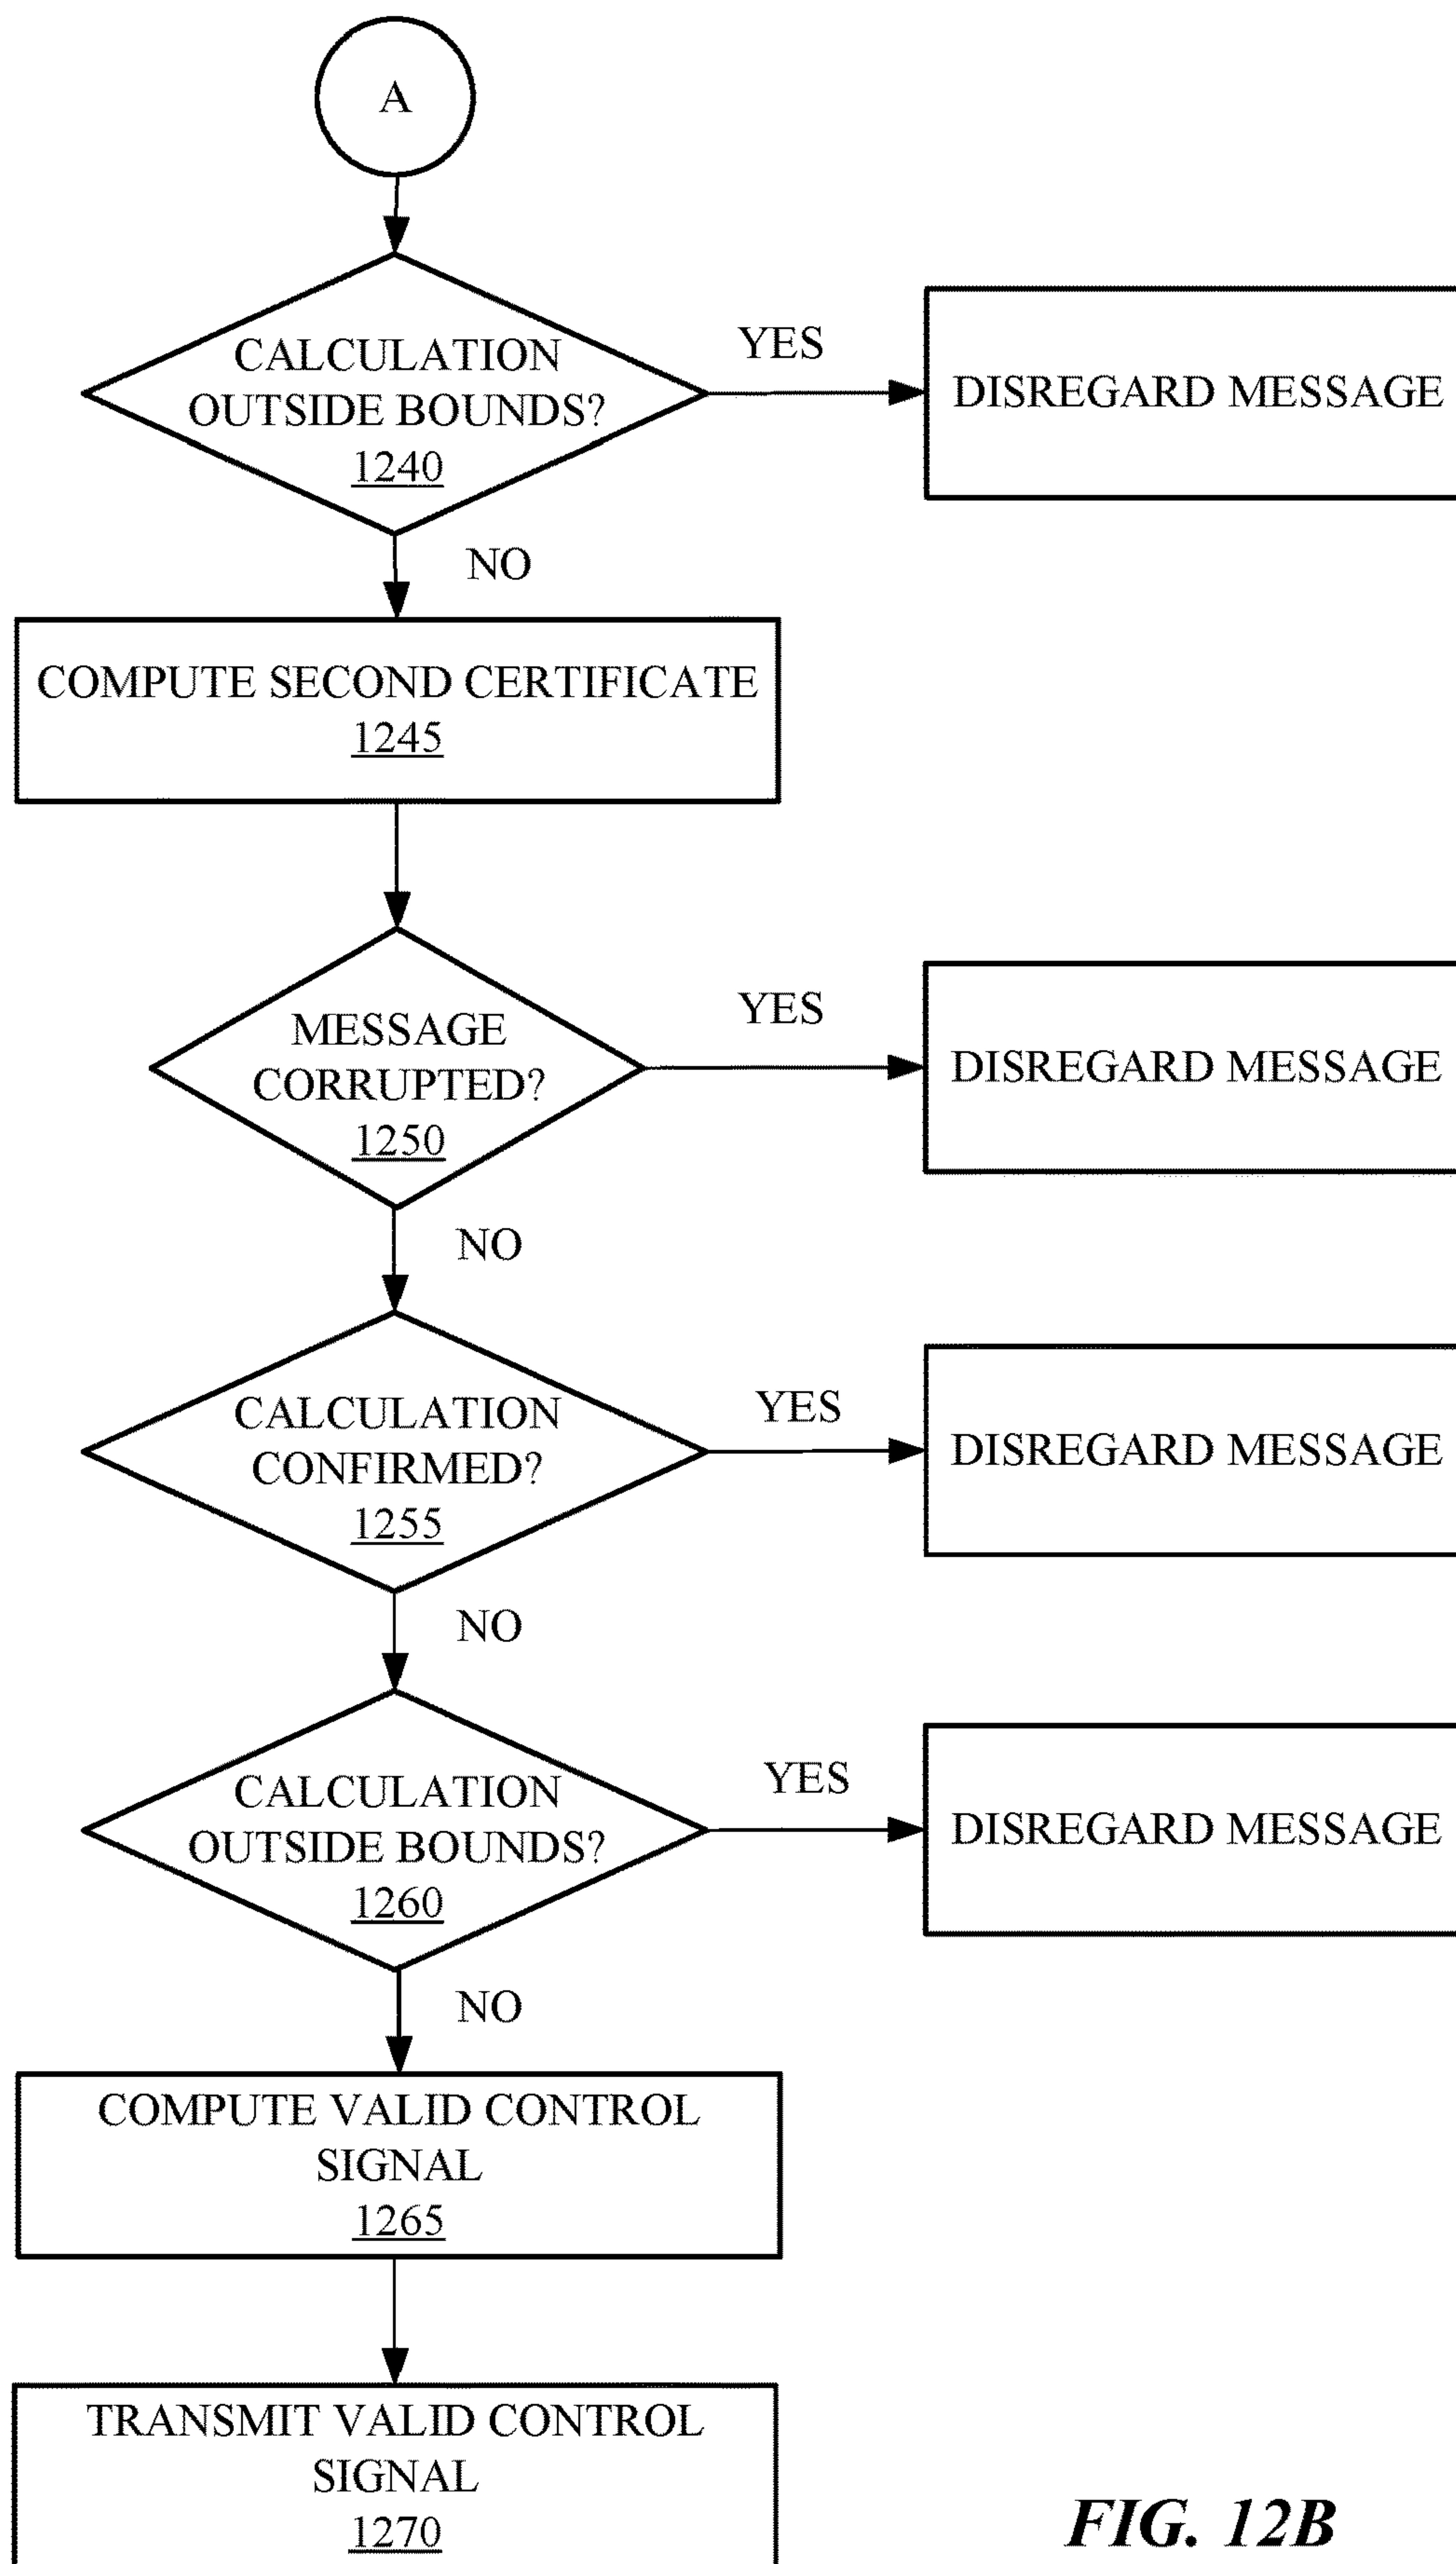 A
CALCULATION
OUTSIDE BOUNDS?
1240
YES
DISREGARD MESSAGE
NO
COMPUTE SECOND CERTIFICATE
1245
MESSAGE
CORRUPTED?
1250
YES
DISREGARD MESSAGE
NO
CALCULATION
CONFIRMED?
1255
YES
DISREGARD MESSAGE
NO
CALCULATION
OUTSIDE BOUNDS?
1260
YES
DISREGARD MESSAGE
NO
COMPUTE VALID CONTROL
SIGNAL
1265
TRANSMIT VALID CONTROL
SIGNAL
1270
FIG. 12B